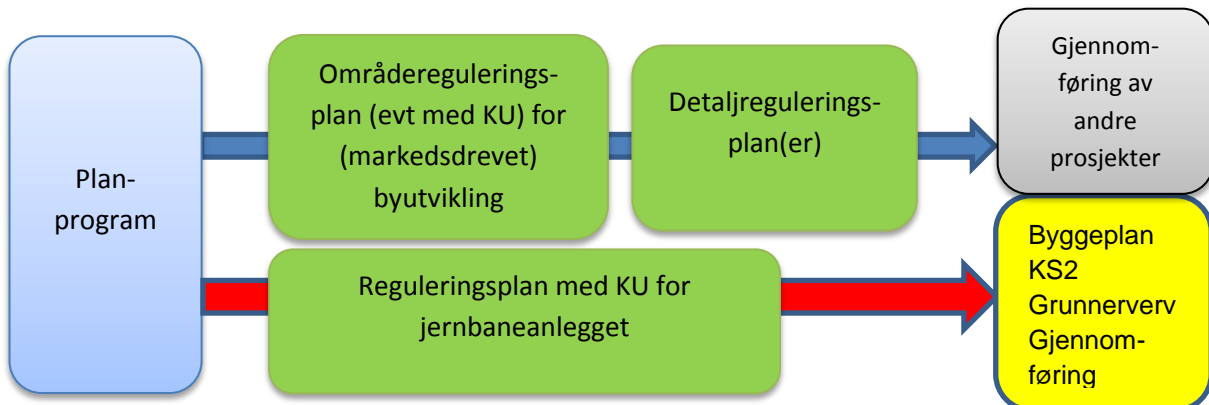 Plan-
program
Områderegulerings-
plan (evt med KU) for
(markedsdrevet)
byutvikling
Detaljregulerings-
plan(er)
Gjennom-
føring av
andre
prosjekter
Reguleringsplan med KU for
jernbaneanlegget
Byggeplan
KS2
Grunnerverv
Gjennom-
føring